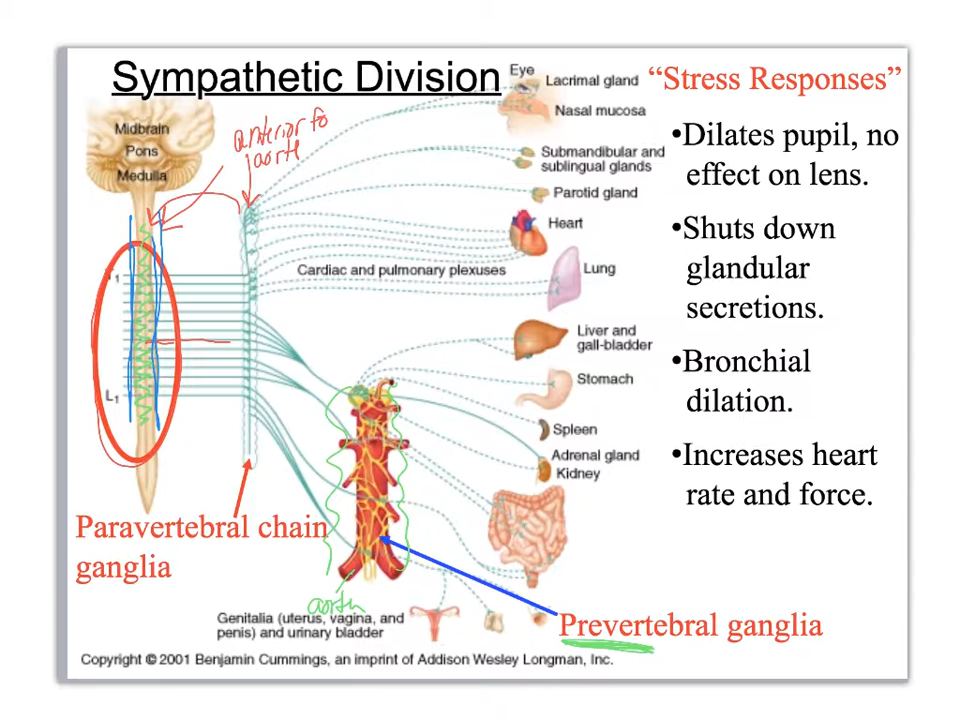 Sympathetic Division
"Stress Responses"
Eye
Lacrimal gland
Nasal mucosa
Midbrain
Pons
Medulla
anterior to
aorta
Submandibular and
sublingual glands
Parotid gland
Heart
Cardiac and pulmonary plexuses
Lung
1
Liver and
gall-bladder
Stomach
L1
Spleen
Adrenal gland
Kidney
•Dilates pupil, no
effect on lens.
•Shuts down
glandular
secretions.
•Bronchial
dilation.
•Increases heart
rate and force.
Paravertebral chain
ganglia
aorta
Genitalia (uterus, vagina, and
penis) and urinary bladder
Prevertebral ganglia
Copyright © 2001 Benjamin Cummings, an imprint of Addison Wesley Longman, Inc.